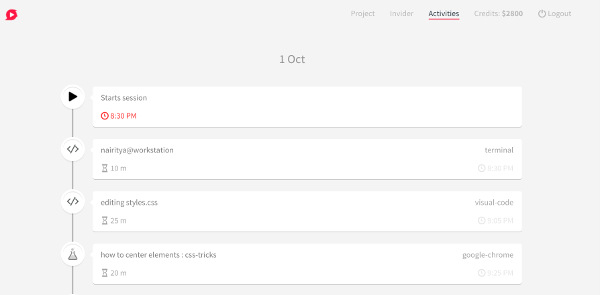 Project Invider Activities Credits: $2800 Logout
1 Oct
Starts session
8:30 PM
nairitya@workstation terminal
10 m 8:30 PM
editing styles.css visual-code
25 m 9:05 PM
how to center elements : css-tricks google-chrome
20 m 9:25 PM